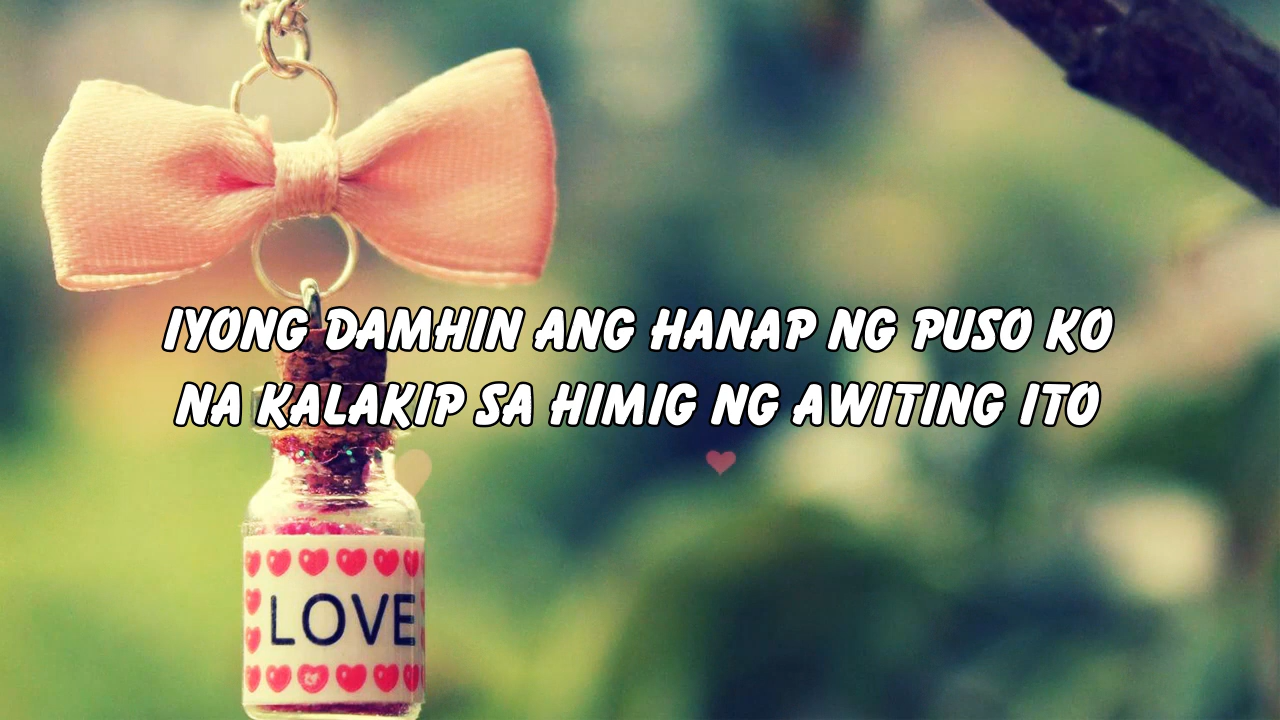 IYONG DAMHIN ANG HANAP NG PUSO KO
NA KALAKIP SA HIMIG NG AWITING ITO
LOVE